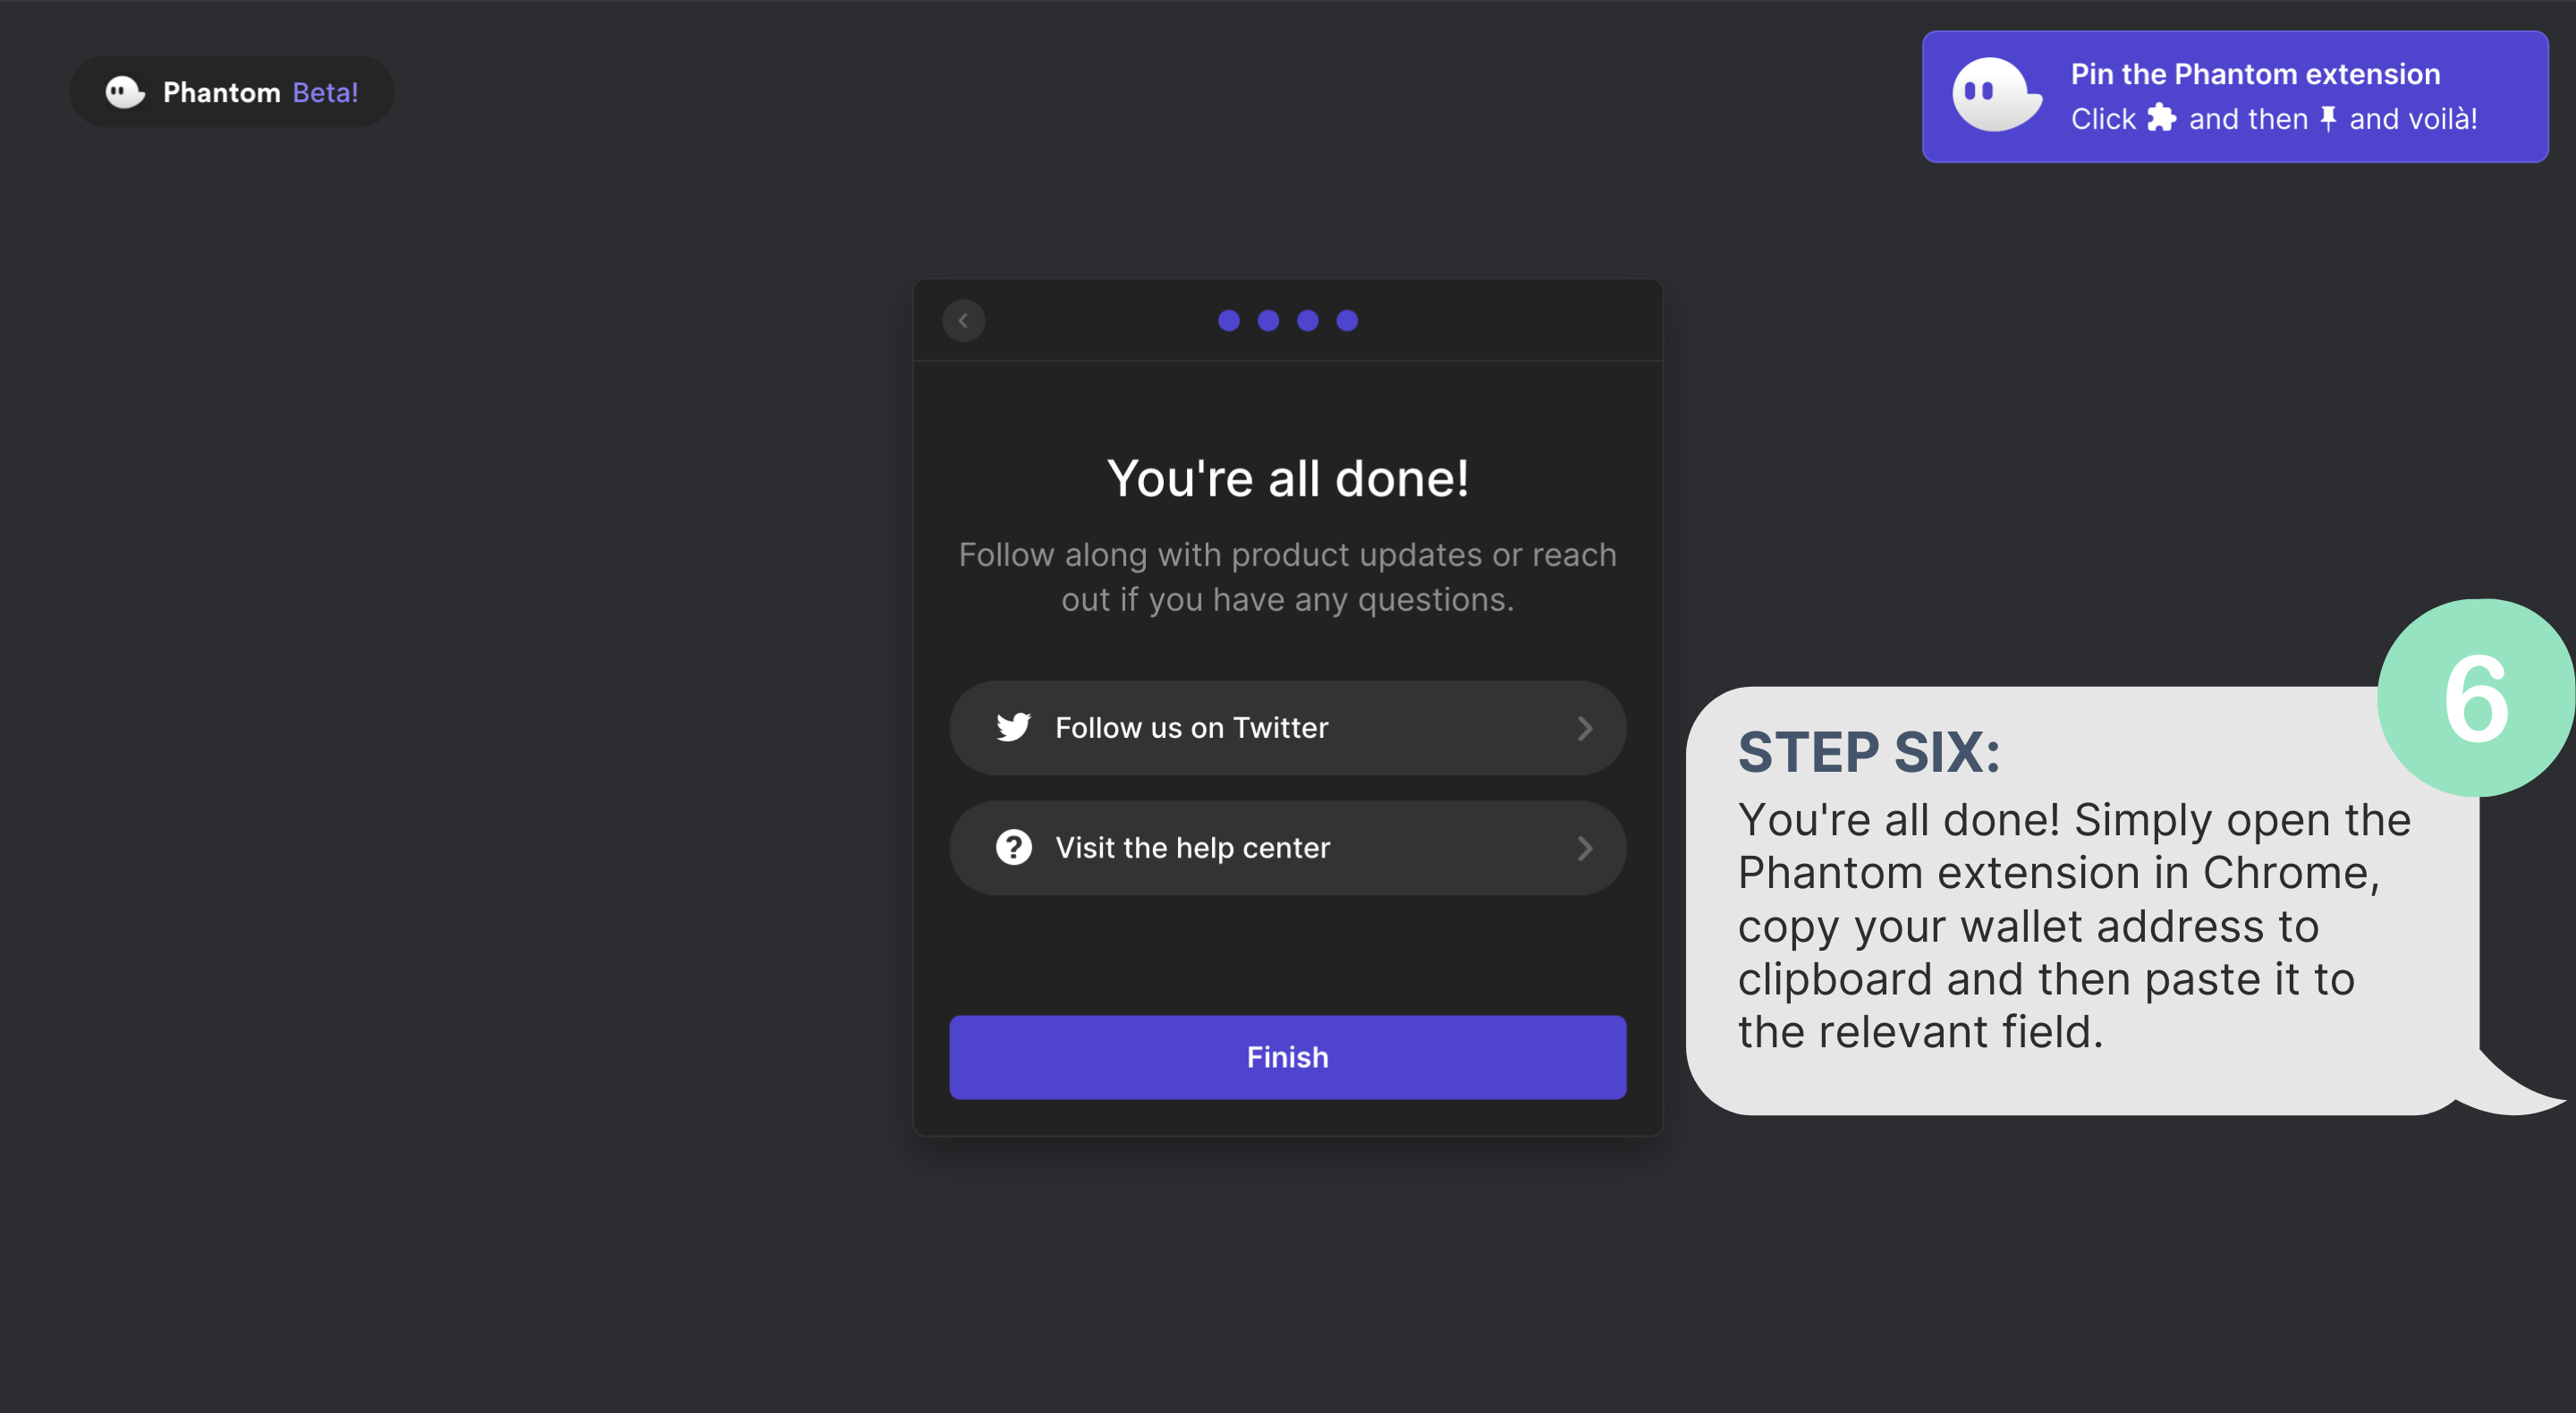 Phantom Beta!
Pin the Phantom extension
Click and then and voilà!
You're all done!
Follow along with product updates or reach
out if you have any questions.
Follow us on Twitter
Visit the help center
Finish
6
STEP SIX:
You're all done! Simply open the
Phantom extension in Chrome,
copy your wallet address to
clipboard and then paste it to
the relevant field.